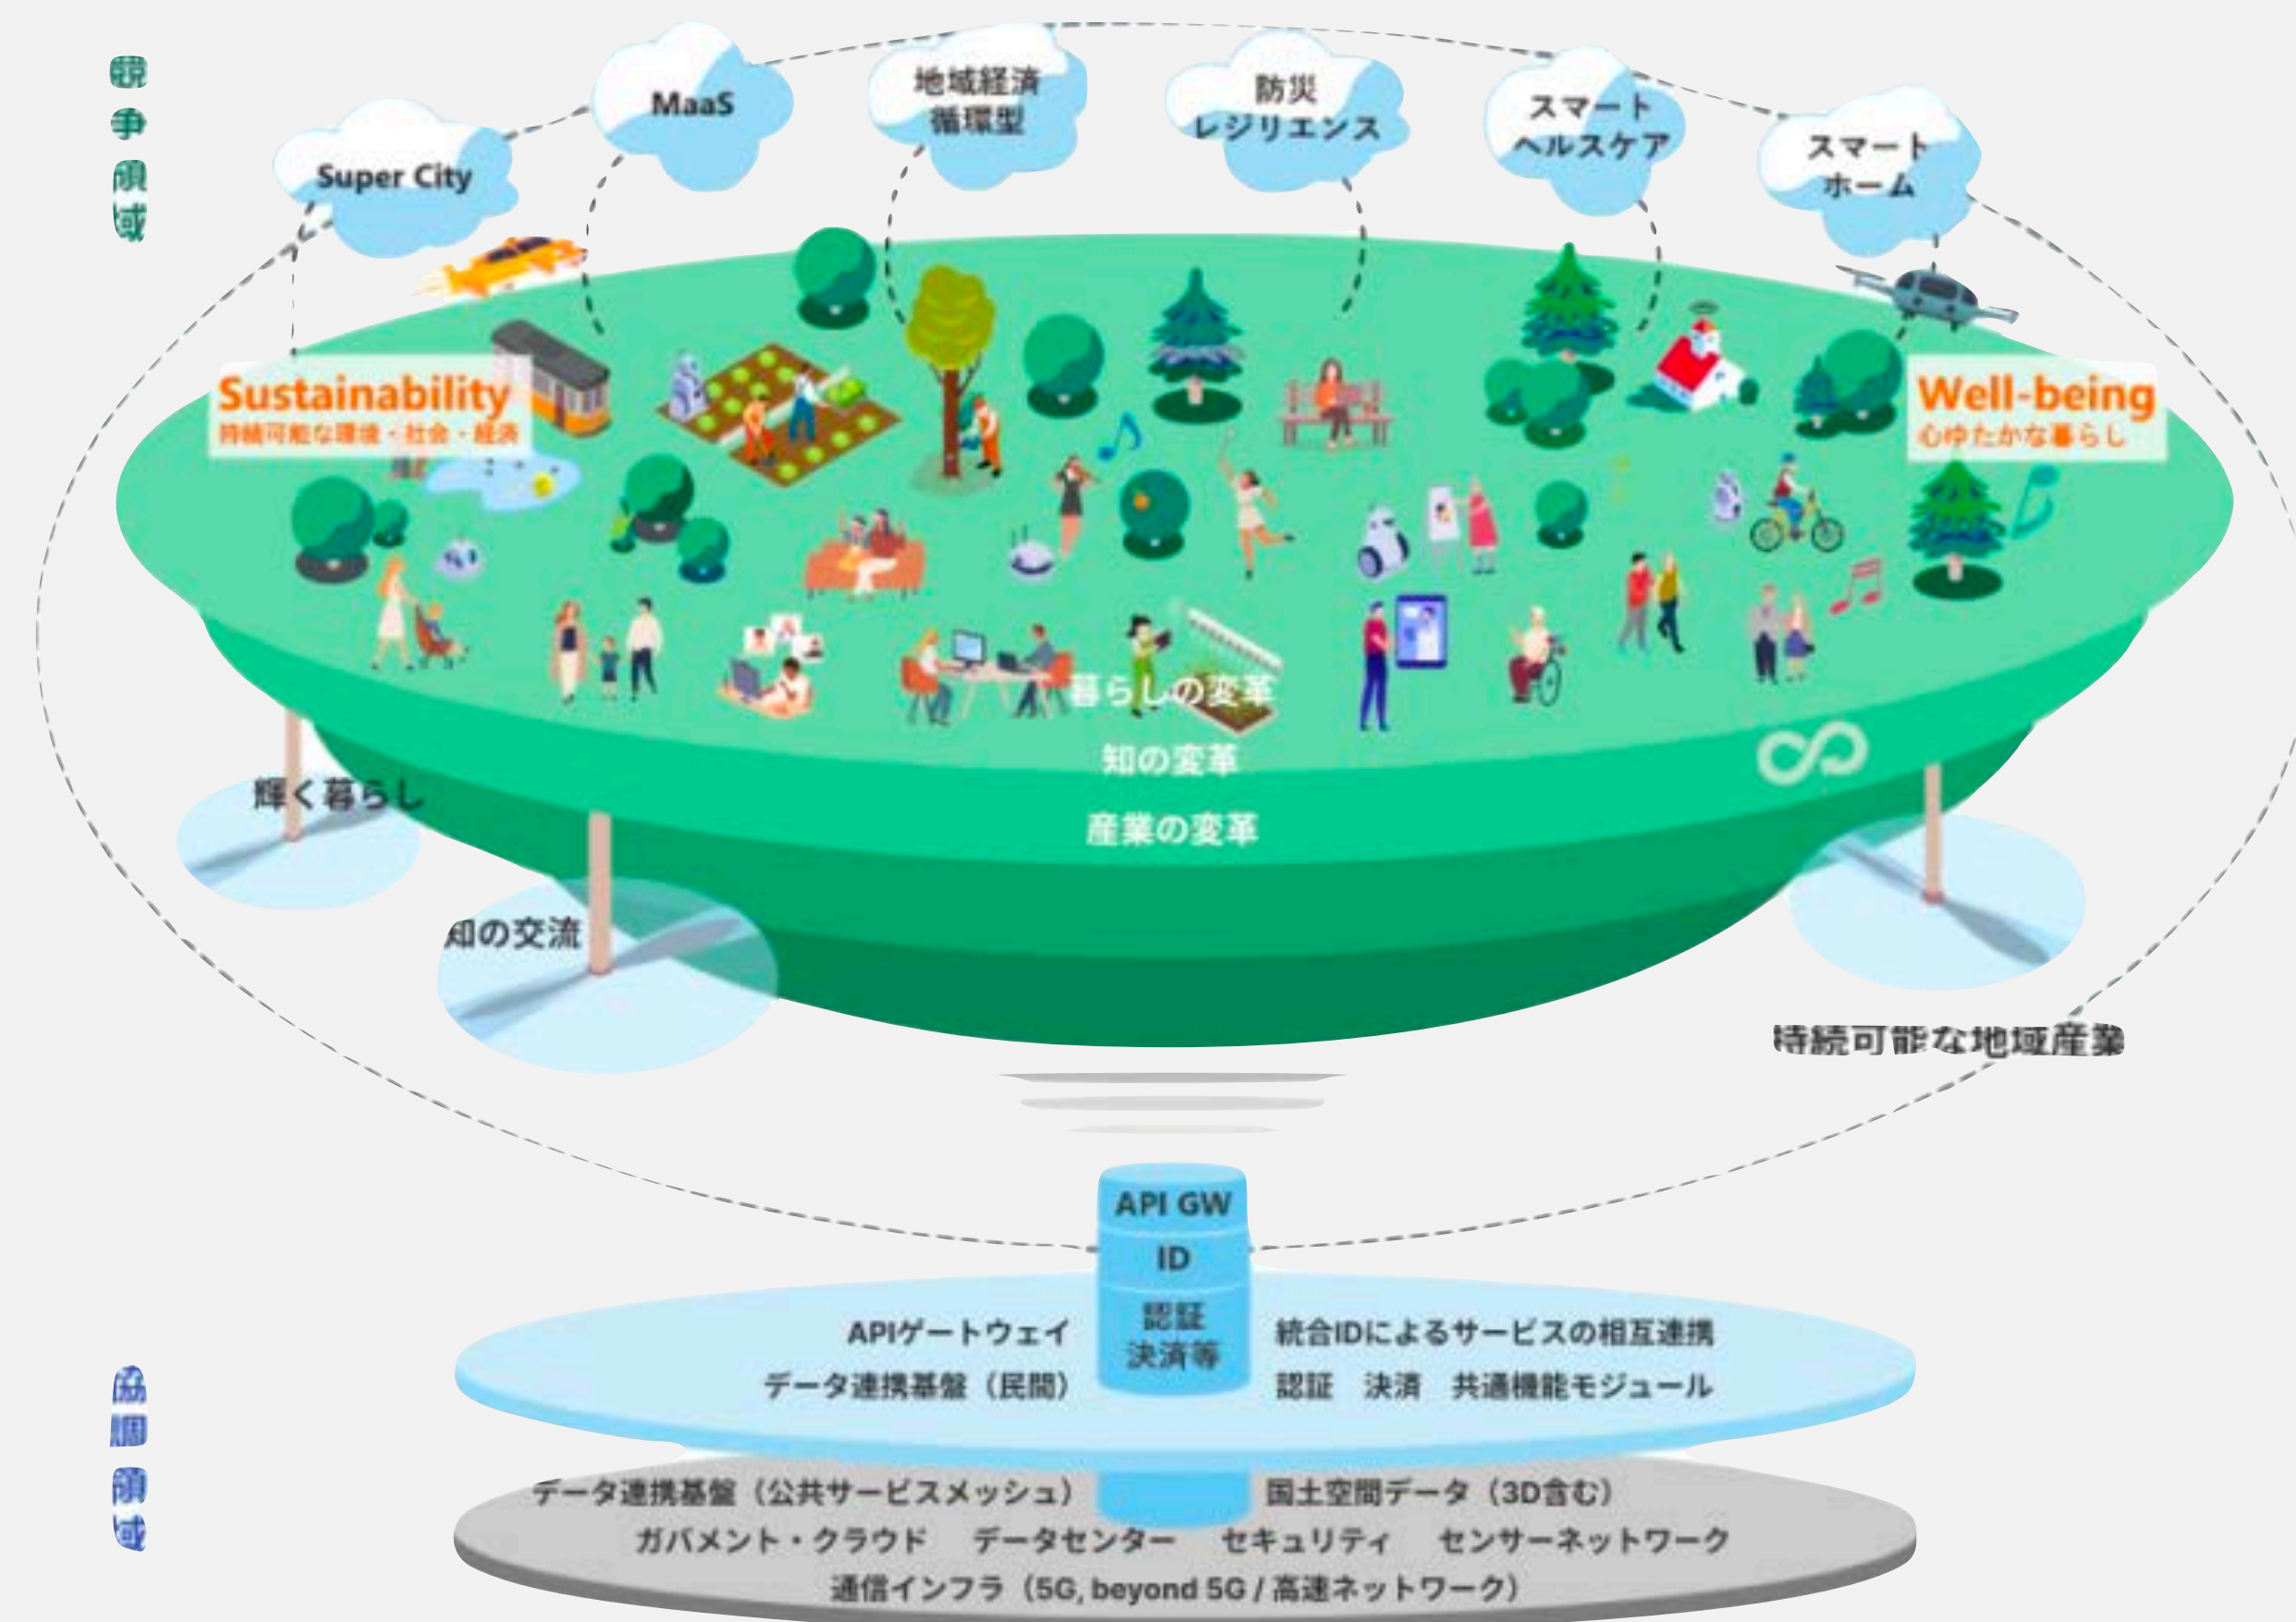 競争領域
Super City
MaaS
地域経済
循環型
防災
レジリエンス
スマート
ヘルスケア
スマート
ホーム
Sustainability
持続可能な環境・社会・経済
Well-being
心ゆたかな暮らし
暮らしの変革
知の変革
産業の変革
輝く暮らし
知の交流
持続可能な地域産業
API GW
ID
認証
決済等
協調領域
APIゲートウェイ
統合IDによるサービスの相互連携
データ連携基盤（民間）
認証　決済　共通機能モジュール
データ連携基盤（公共サービスメッシュ）
国土空間データ（3D含む）
ガバメント・クラウド　データセンター　セキュリティ　センサーネットワーク
通信インフラ（5G, beyond 5G / 高速ネットワーク）